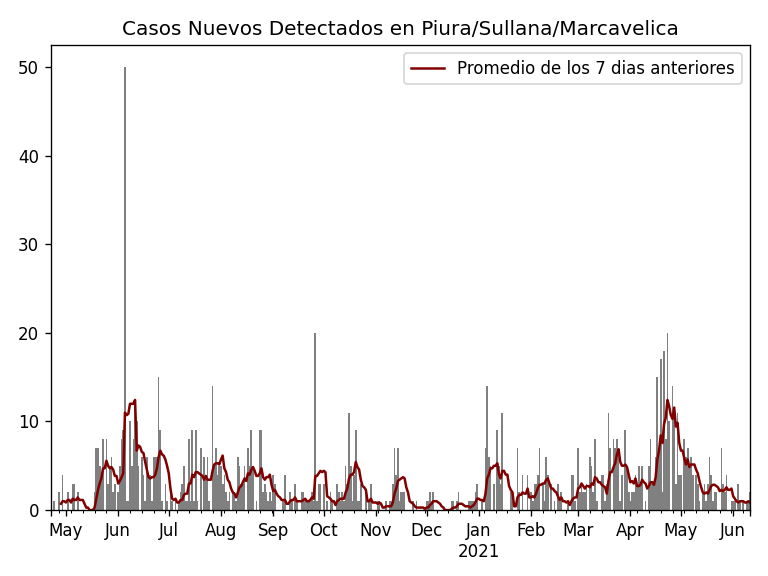 Casos Nuevos Detectados en Piura/Sullana/Marcavelica
Promedio de los 7 dias anteriores
50
40
30
20
10
0
May Jun Jul Aug Sep Oct Nov Dec Jan Feb Mar Apr May Jun
2021